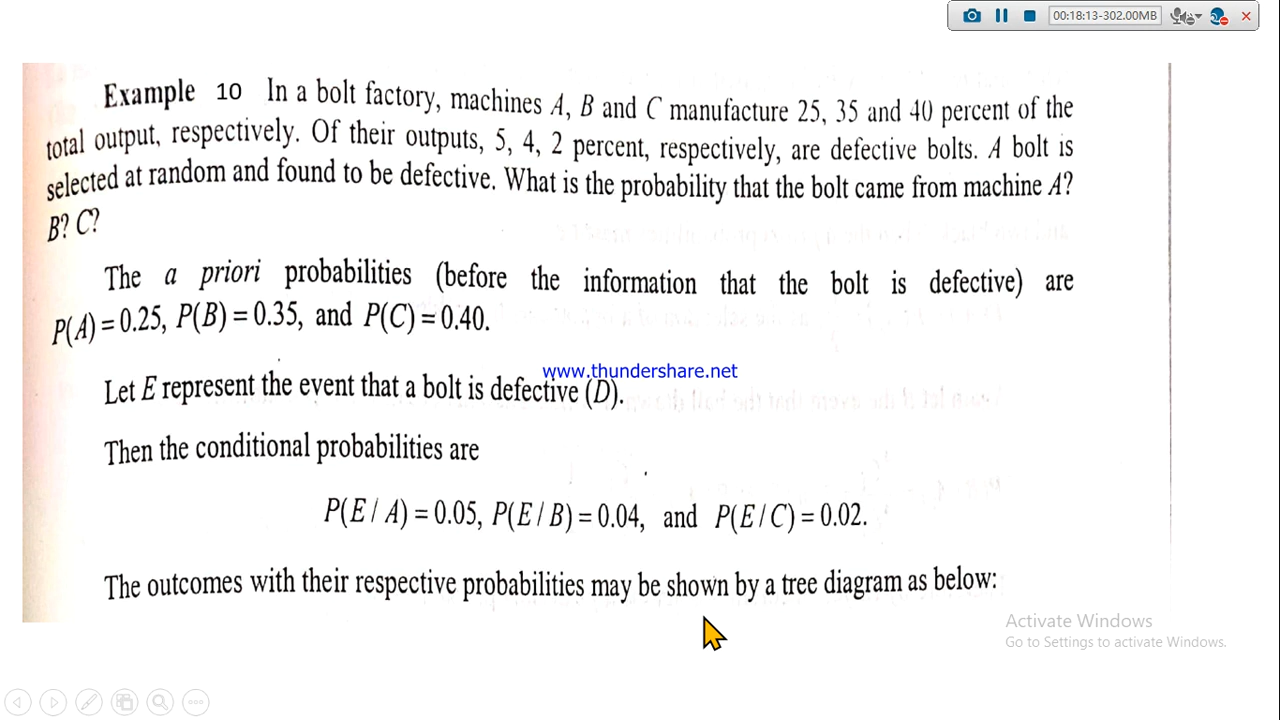 00:18:13-302.00MB
Example 10 In a bolt factory, machines A, B and C manufacture 25, 35 and 40 percent of the
total output, respectively. Of their outputs, 5, 4, 2 percent, respectively, are defective bolts. A bolt is
selected at random and found to be defective. What is the probability that the bolt came from machine A?
B? C?
The a priori probabilities (before the information that the bolt is defective) are
P(A) = 0.25, P(B) = 0.35, and P(C) = 0.40.
www.thundershare.net
Let E represent the event that a bolt is defective (D).
Then the conditional probabilities are
P(E / A) = 0.05, P(E / B) = 0.04, and P(E / C) = 0.02.
The outcomes with their respective probabilities may be shown by a tree diagram as below:
Activate Windows
Go to Settings to activate Windows.